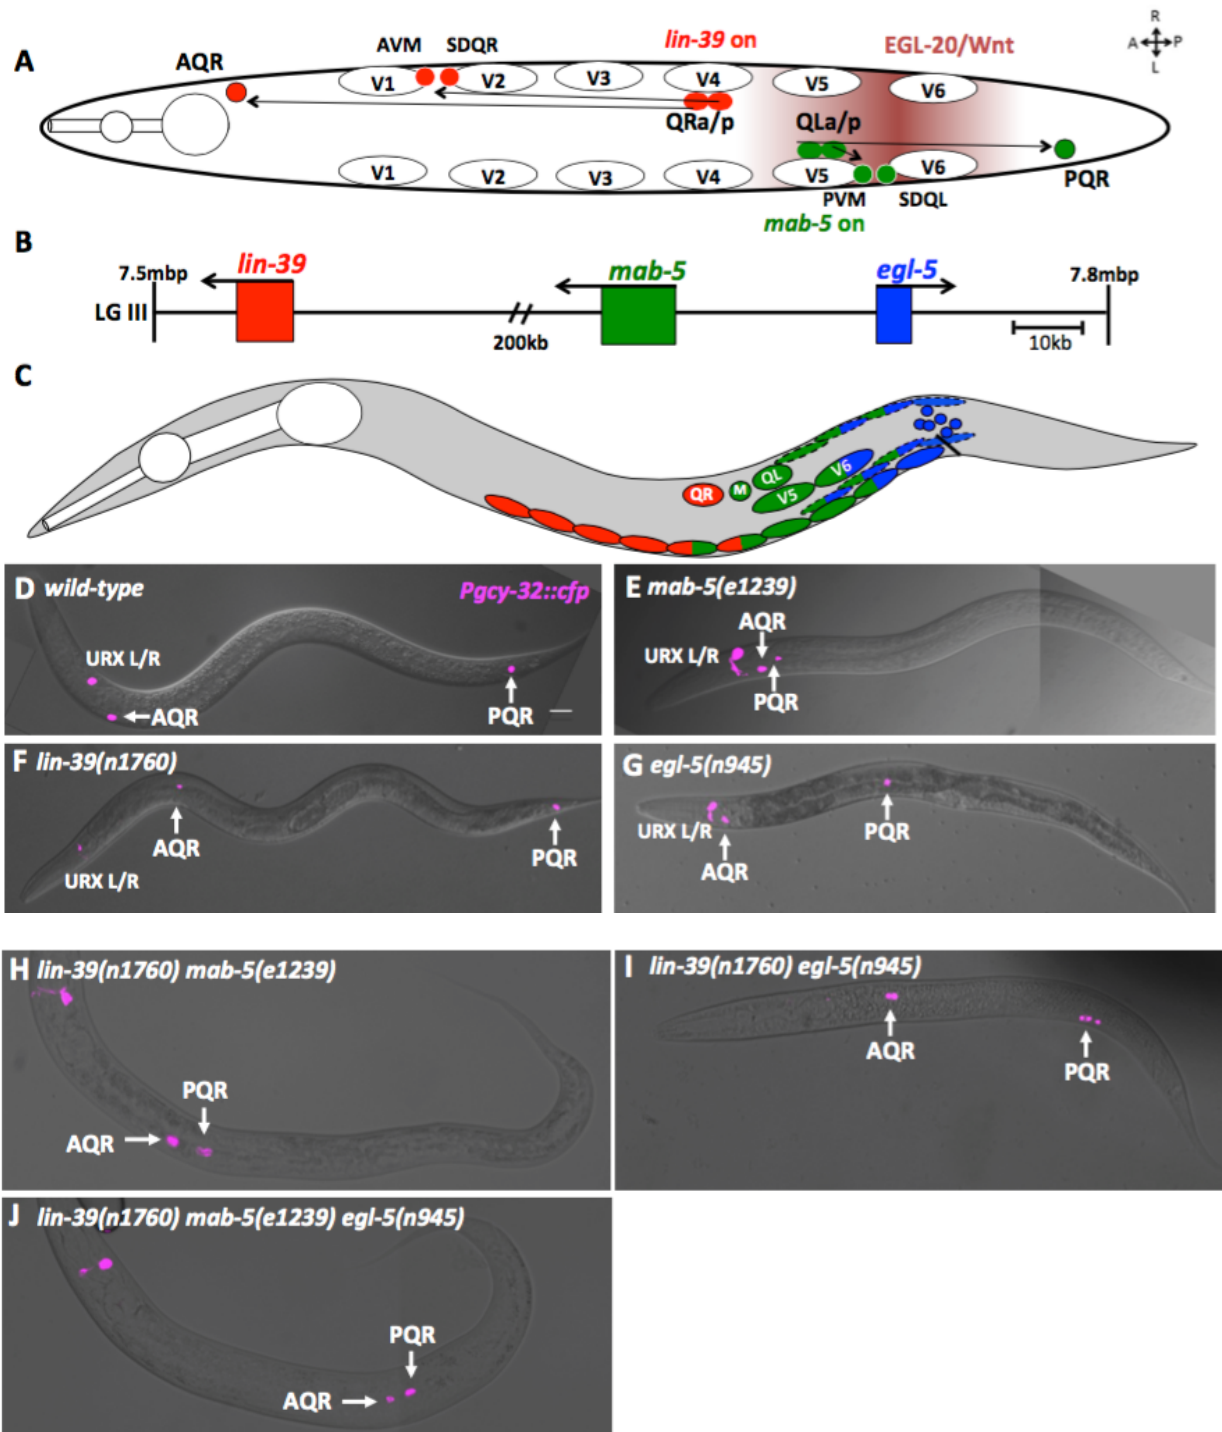 A
AQR
AVM SDQR
lin-39 on
EGL-20/Wnt
R
A P
L
V1 V2 V3 V4 V5 V6
QRa/p QLa/p
V1 V2 V3 V4 V5 V6
PVM SDQL
PQR
mab-5 on
B
7.5mbp lin-39 mab-5 egl-5 7.8mbp
LG III
200kb 10kb
C
QR M QL V5 V6
D wild-type Pgcy-32::cfp
URX L/R
AQR
PQR
E mab-5(e1239)
AQR
URX L/R
PQR
F lin-39(n1760)
AQR
URX L/R
PQR
G egl-5(n945)
URX L/R
AQR
PQR
H lin-39(n1760) mab-5(e1239)
PQR
AQR
I lin-39(n1760) egl-5(n945)
AQR
PQR
J lin-39(n1760) mab-5(e1239) egl-5(n945)
PQR
AQR